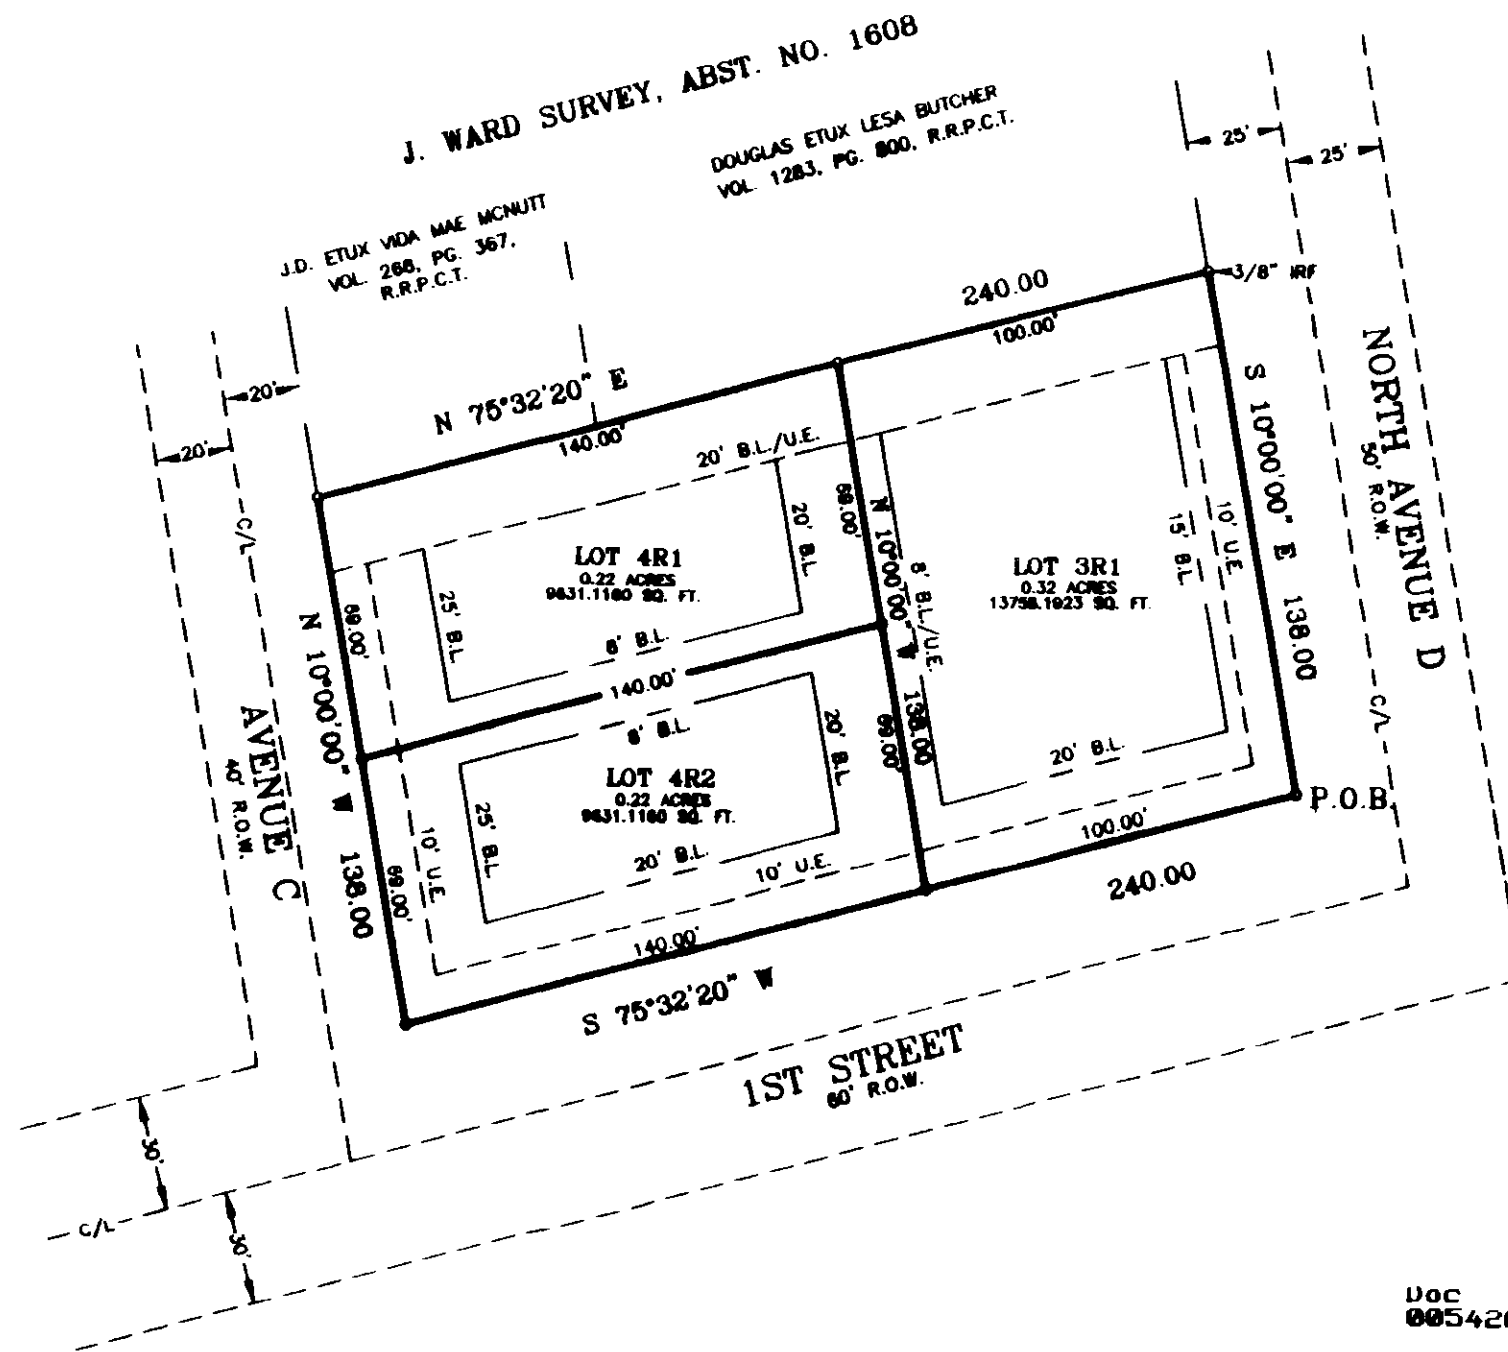 J. WARD SURVEY, ABST. NO. 1608
DOUGLAS ETUX LESA BUTCHER
VOL. 1283, PG. 800, R.R.P.C.T.
J.D. ETUX VIDA MAE MCNUTT
VOL. 268, PG. 367,
R.R.P.C.T.
25'
25'
3/8" IRF
240.00
100.00'
N 75°32'20" E
140.00'
20'
20'
C/L
20' B.L./U.E.
NORTH AVENUE D
50' R.O.W.
S 10°00'00" E 138.00
10' U.E.
15' B.L.
LOT 4R1
0.22 ACRES
9631.1160 SQ. FT.
25' B.L.
20' B.L.
8' B.L.
69.00'
69.00'
N 10°00'00" W 138.00
8' B.L./U.E.
LOT 3R1
0.32 ACRES
13758.1923 SQ. FT.
20' B.L.
C/L
N 10°00'00" W 138.00
140.00'
8' B.L.
LOT 4R2
0.22 ACRES
9631.1160 SQ. FT.
25' B.L.
20' B.L.
20' B.L.
69.00'
69.00'
10' U.E.
10' U.E.
AVENUE C
40' R.O.W.
P.O.B.
100.00'
240.00
140.00'
S 75°32'20" W
1ST STREET
60' R.O.W.
30'
C/L
30'
Doc